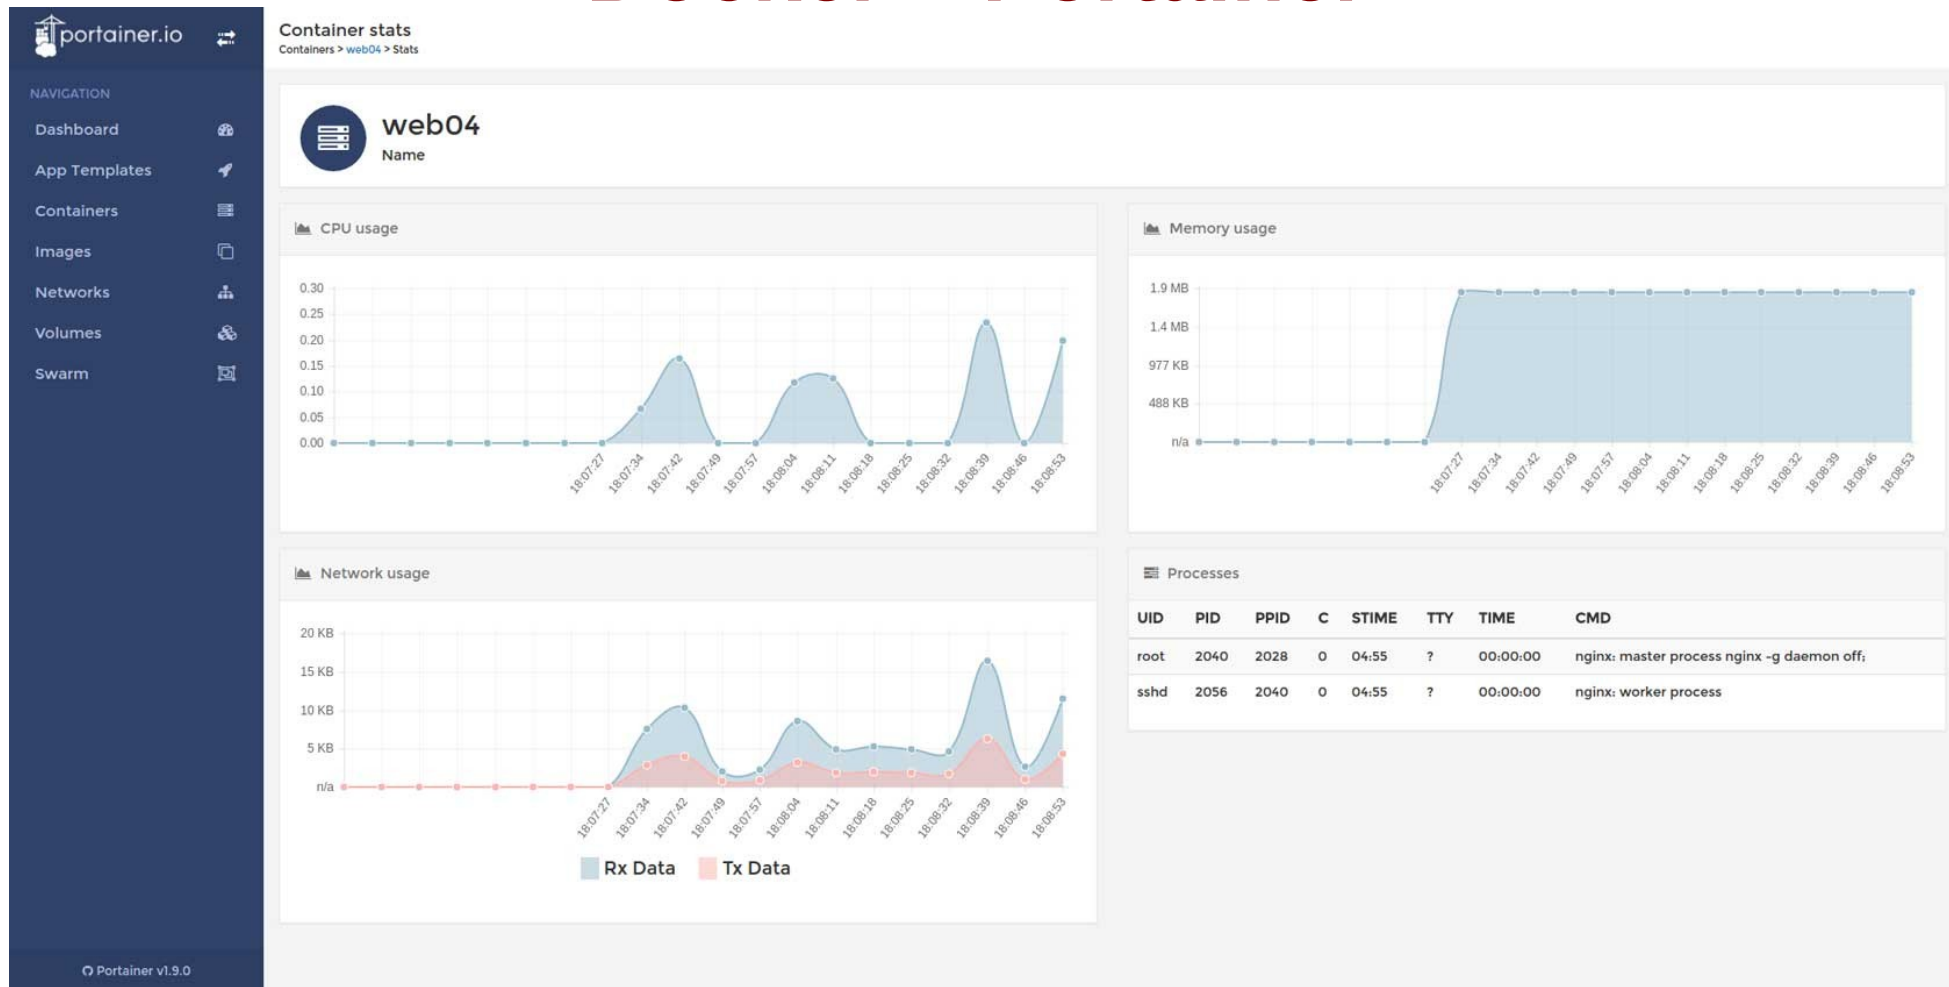 portainer.io
Container stats
Containers > web04 > Stats
NAVIGATION
Dashboard
App Templates
Containers
Images
Networks
Volumes
Swarm
Portainer v1.9.0
web04
Name
CPU usage
0.30
0.25
0.20
0.15
0.10
0.05
0.00
18:07:27 18:07:34 18:07:42 18:07:49 18:07:57 18:08:04 18:08:11 18:08:18 18:08:25 18:08:32 18:08:39 18:08:46 18:08:53
Memory usage
1.9 MB
1.4 MB
977 KB
488 KB
n/a
18:07:27 18:07:34 18:07:42 18:07:49 18:07:57 18:08:04 18:08:11 18:08:18 18:08:25 18:08:32 18:08:39 18:08:46 18:08:53
Network usage
20 KB
15 KB
10 KB
5 KB
n/a
18:07:27 18:07:34 18:07:42 18:07:49 18:07:57 18:08:04 18:08:11 18:08:18 18:08:25 18:08:32 18:08:39 18:08:46 18:08:53
Rx Data Tx Data
Processes
UID PID PPID C STIME TTY TIME CMD
root 2040 2028 0 04:55 ? 00:00:00 nginx: master process nginx -g daemon off;
sshd 2056 2040 0 04:55 ? 00:00:00 nginx: worker process